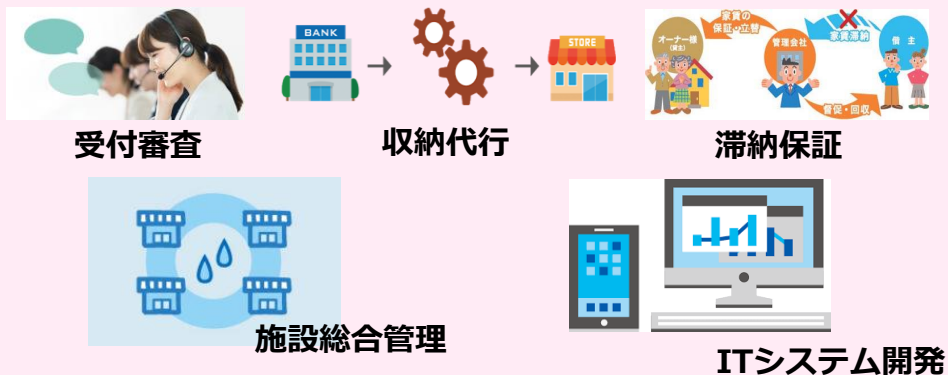 BANK
STORE
家賃の
保証・立替
家賃滞納
オーナー様
(貸主)
管理会社
借主
督促・回収
受付審査
収納代行
滞納保証
施設総合管理
ITシステム開発